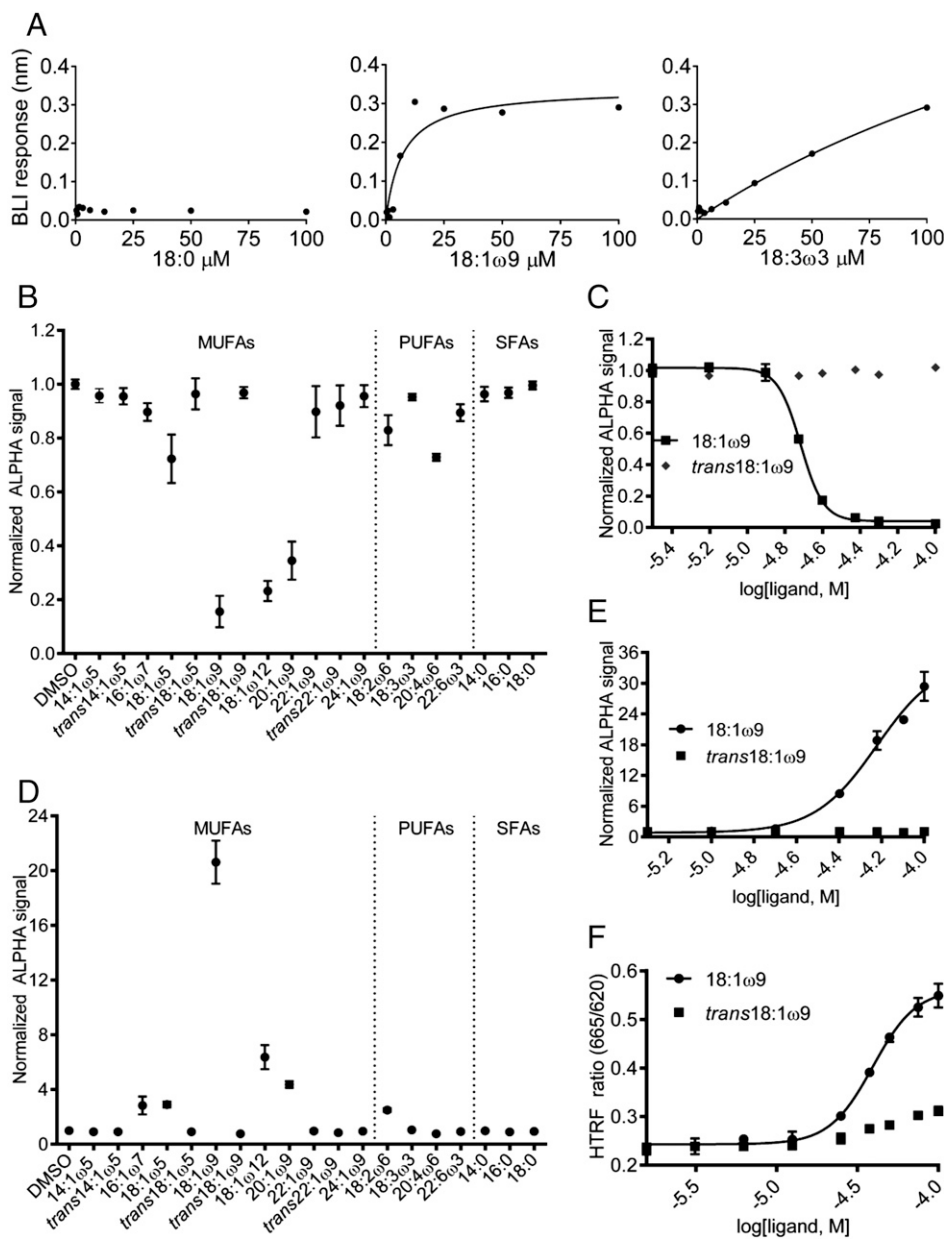 A
BLI response (nm)
0.4
0.3
0.2
0.1
0.0
0 25 50 75 100
18:0 μM
0.4
0.3
0.2
0.1
0.0
0 25 50 75 100
18:1ω9 μM
0.4
0.3
0.2
0.1
0.0
0 25 50 75 100
18:3ω3 μM
B
Normalized ALPHA signal
1.2
1.0
0.8
0.6
0.4
0.2
0.0
MUFAs PUFAs SFAs
DMSO
14:1ω5
trans14:1ω5
16:1ω7
18:1ω5
trans18:1ω5
18:1ω9
trans18:1ω9
18:1ω12
20:1ω9
22:1ω9
trans22:1ω9
24:1ω9
18:2ω6
18:3ω3
20:4ω6
22:6ω3
14:0
16:0
18:0
C
Normalized ALPHA signal
1.2
1.0
0.8
0.6
0.4
0.2
0.0
18:1ω9
trans18:1ω9
-5.4 -5.2 -5.0 -4.8 -4.6 -4.4 -4.2 -4.0
log[ligand, M]
D
Normalized ALPHA signal
24
20
16
12
8
4
0
MUFAs PUFAs SFAs
DMSO
14:1ω5
trans14:1ω5
16:1ω7
18:1ω5
trans18:1ω5
18:1ω9
trans18:1ω9
18:1ω12
20:1ω9
22:1ω9
trans22:1ω9
24:1ω9
18:2ω6
18:3ω3
20:4ω6
22:6ω3
14:0
16:0
18:0
E
Normalized ALPHA signal
36
30
24
18
12
6
0
18:1ω9
trans18:1ω9
-5.2 -5.0 -4.8 -4.6 -4.4 -4.2 -4.0
log[ligand, M]
F
HTRF ratio (665/620)
0.6
0.5
0.4
0.3
0.2
18:1ω9
trans18:1ω9
-5.5 -5.0 -4.5 -4.0
log[ligand, M]